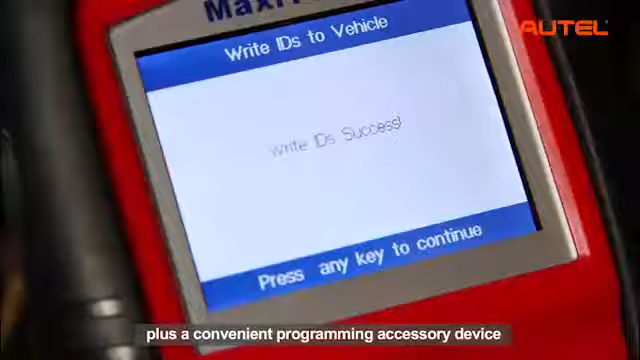 AUTEL
Write IDs to Vehicle
Write IDs Success!
Press any key to continue
plus a convenient programming accessory device